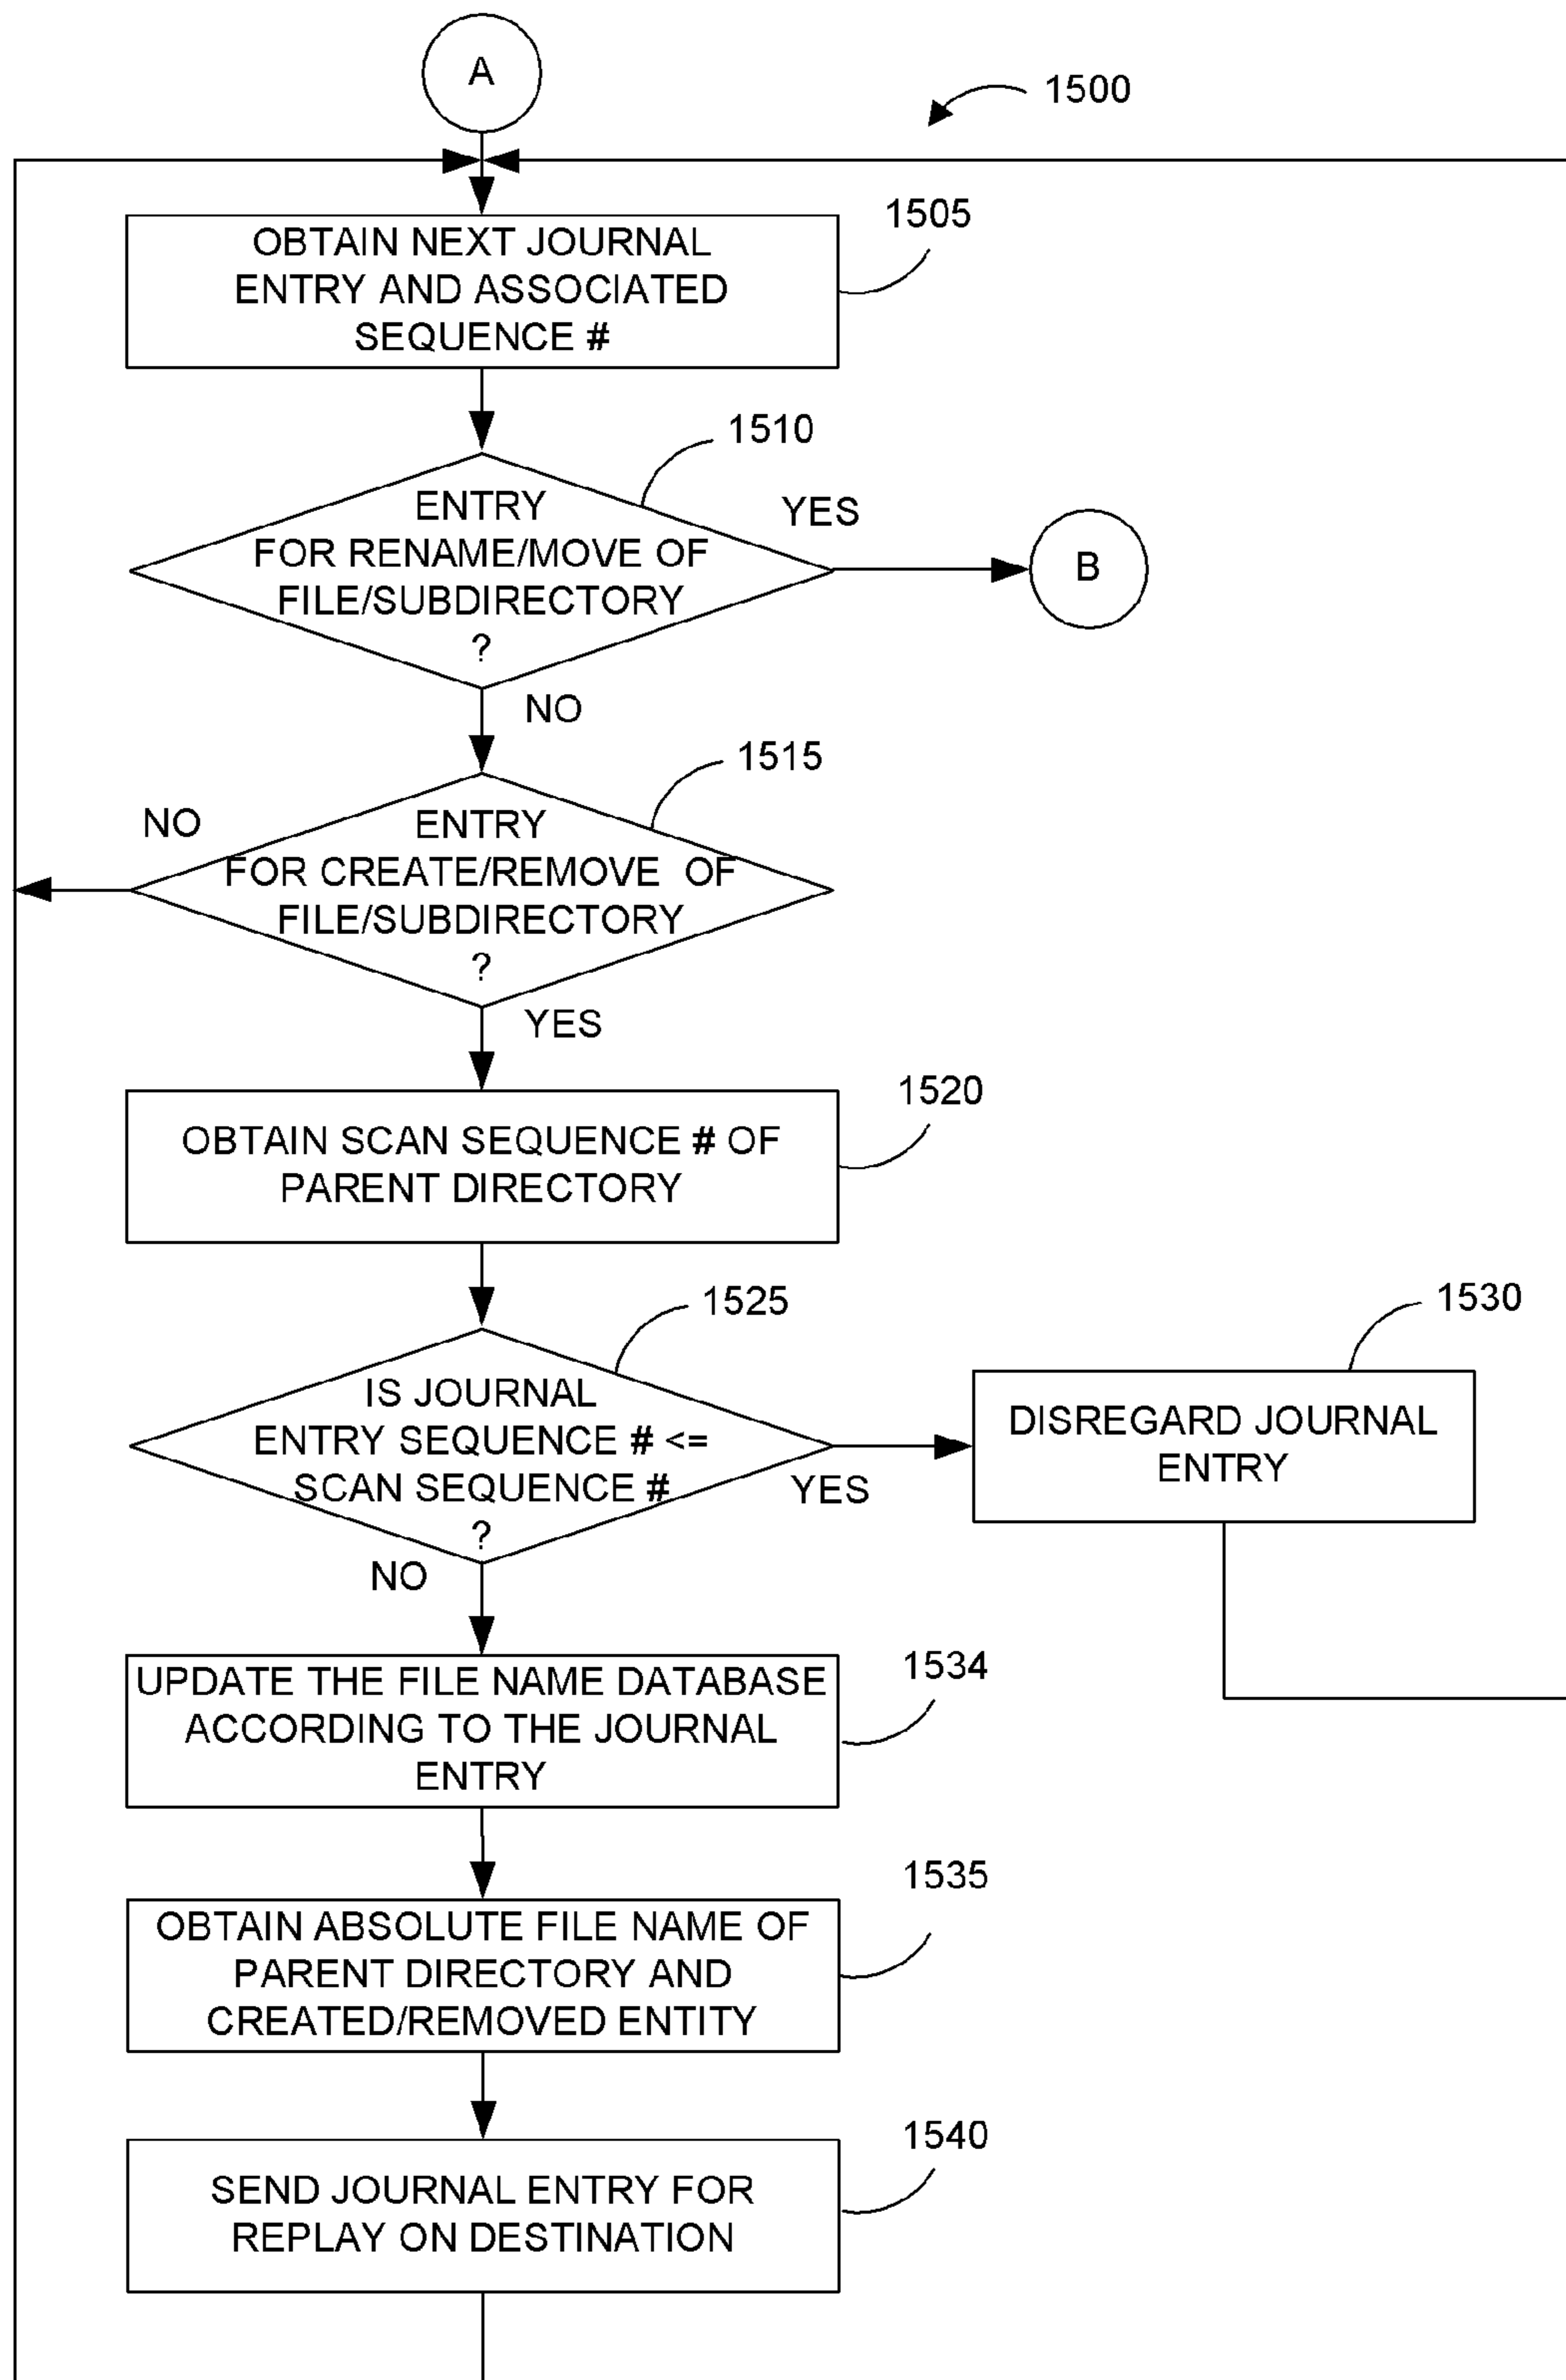 A
1500
1505
OBTAIN NEXT JOURNAL
ENTRY AND ASSOCIATED
SEQUENCE #
1510
ENTRY
FOR RENAME/MOVE OF
FILE/SUBDIRECTORY
?
YES
B
NO
1515
NO
ENTRY
FOR CREATE/REMOVE OF
FILE/SUBDIRECTORY
?
YES
1520
OBTAIN SCAN SEQUENCE # OF
PARENT DIRECTORY
1525
IS JOURNAL
ENTRY SEQUENCE # <=
SCAN SEQUENCE #
?
YES
1530
DISREGARD JOURNAL
ENTRY
NO
1534
UPDATE THE FILE NAME DATABASE
ACCORDING TO THE JOURNAL
ENTRY
1535
OBTAIN ABSOLUTE FILE NAME OF
PARENT DIRECTORY AND
CREATED/REMOVED ENTITY
1540
SEND JOURNAL ENTRY FOR
REPLAY ON DESTINATION